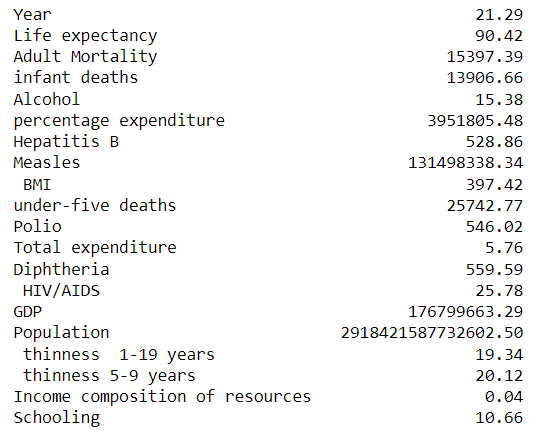 Year 21.29
Life expectancy 90.42
Adult Mortality 15397.39
infant deaths 13906.66
Alcohol 15.38
percentage expenditure 3951805.48
Hepatitis B 528.86
Measles 131498338.34
BMI 397.42
under-five deaths 25742.77
Polio 546.02
Total expenditure 5.76
Diphtheria 559.59
HIV/AIDS 25.78
GDP 176799663.29
Population 2918421587732602.50
thinness  1-19 years 19.34
thinness 5-9 years 20.12
Income composition of resources 0.04
Schooling 10.66